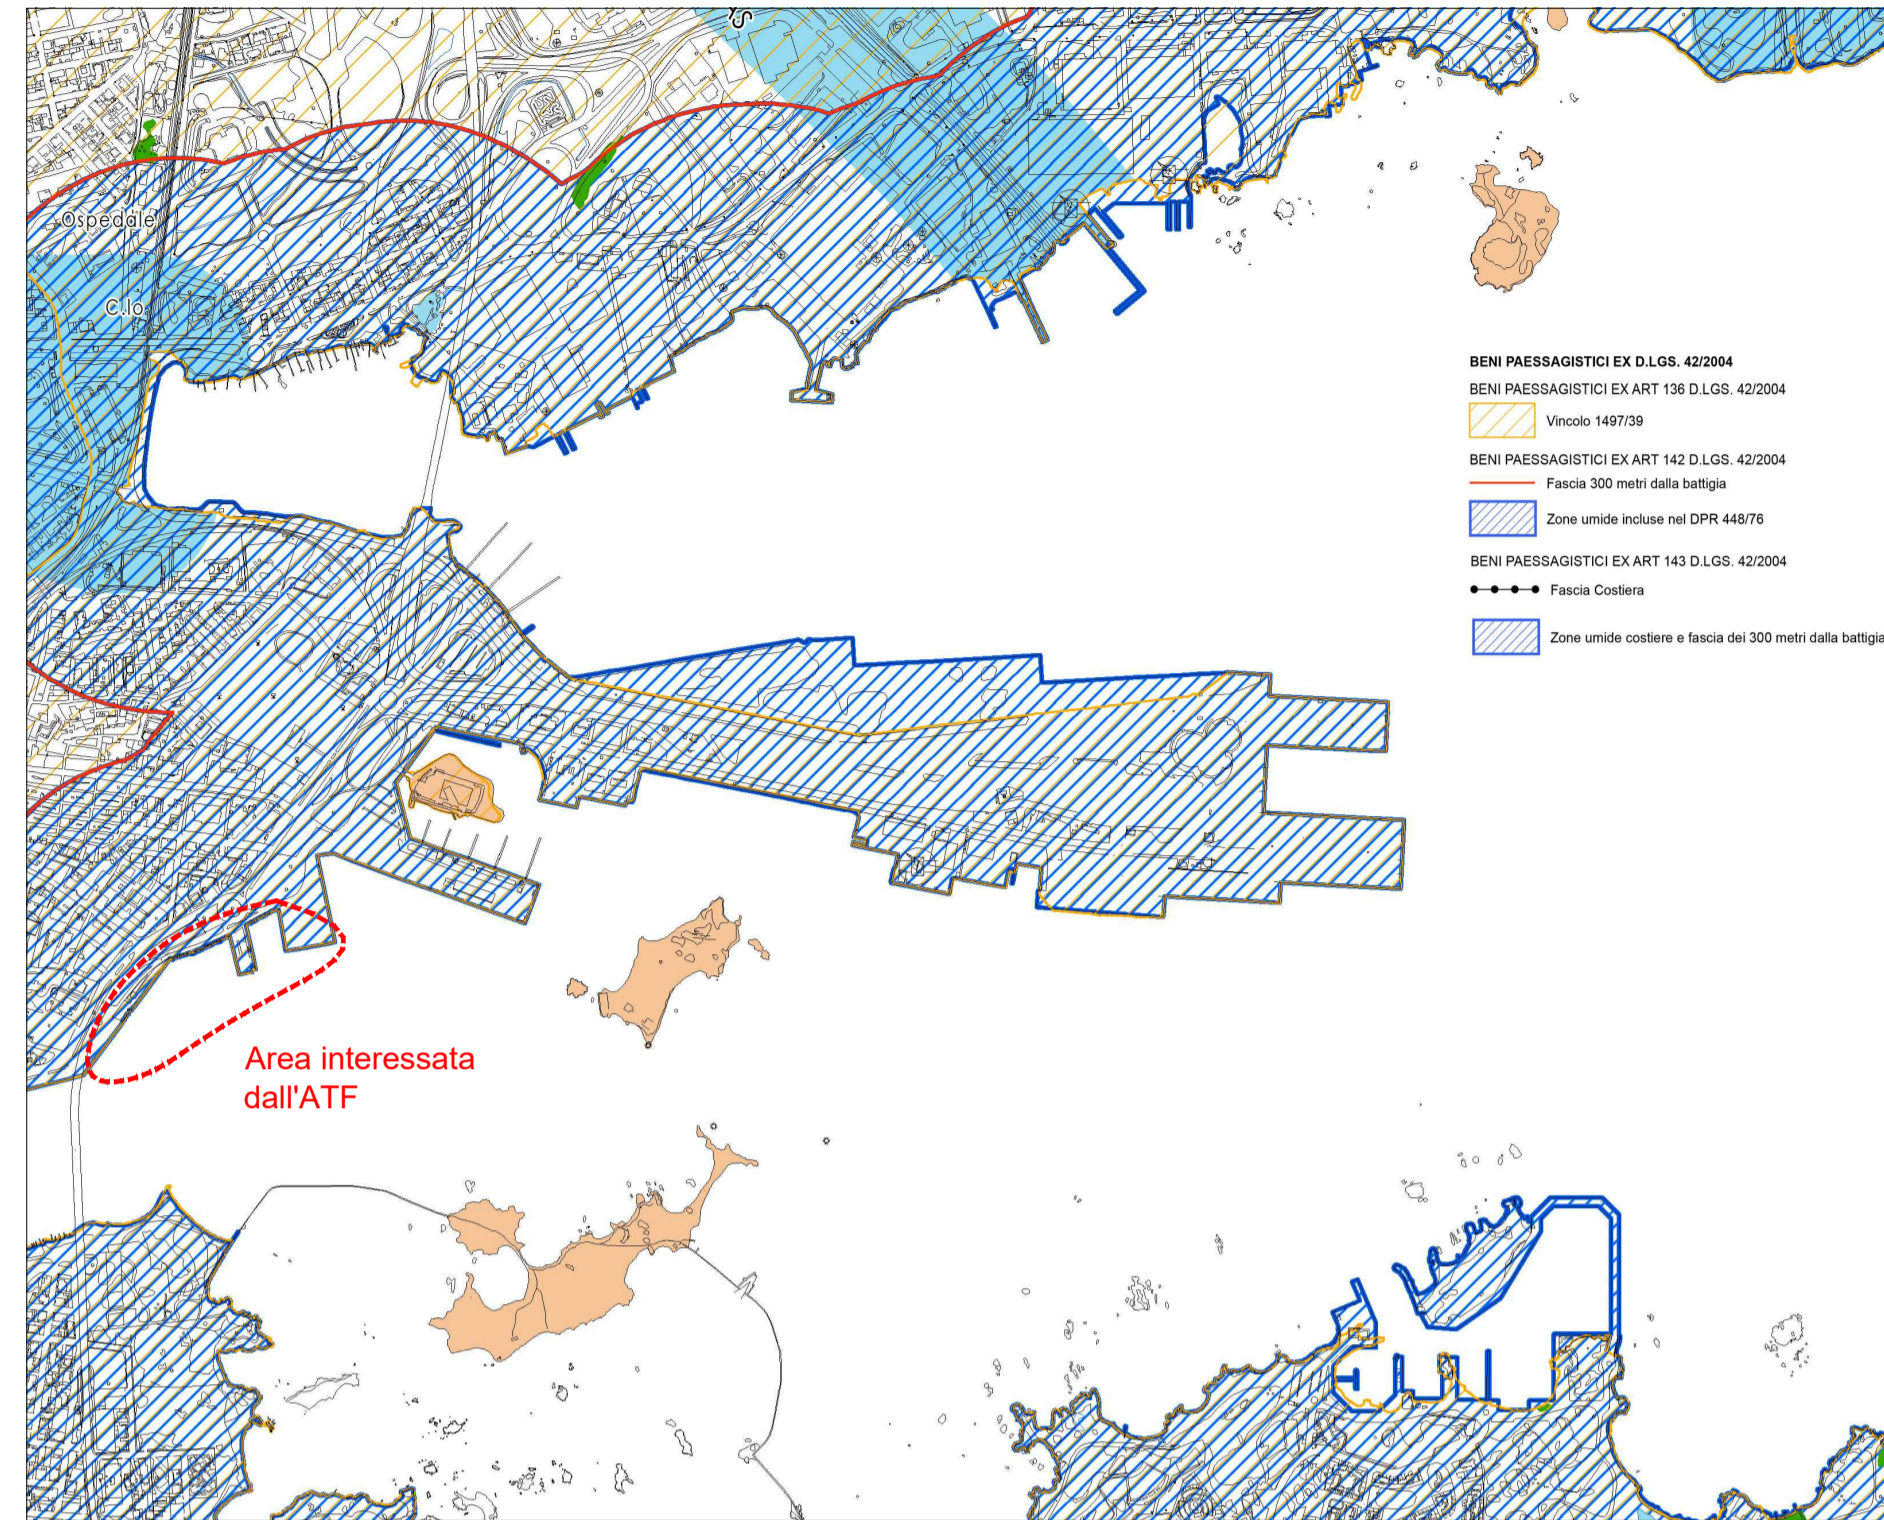 Ospedale
C.lo
BENI PAESSAGISTICI EX D.LGS. 42/2004
BENI PAESSAGISTICI EX ART 136 D.LGS. 42/2004
Vincolo 1497/39
BENI PAESSAGISTICI EX ART 142 D.LGS. 42/2004
Fascia 300 metri dalla battigia
Zone umide incluse nel DPR 448/76
BENI PAESSAGISTICI EX ART 143 D.LGS. 42/2004
Fascia Costiera
Zone umide costiere e fascia dei 300 metri dalla battigia
Area interessata
dall'ATF